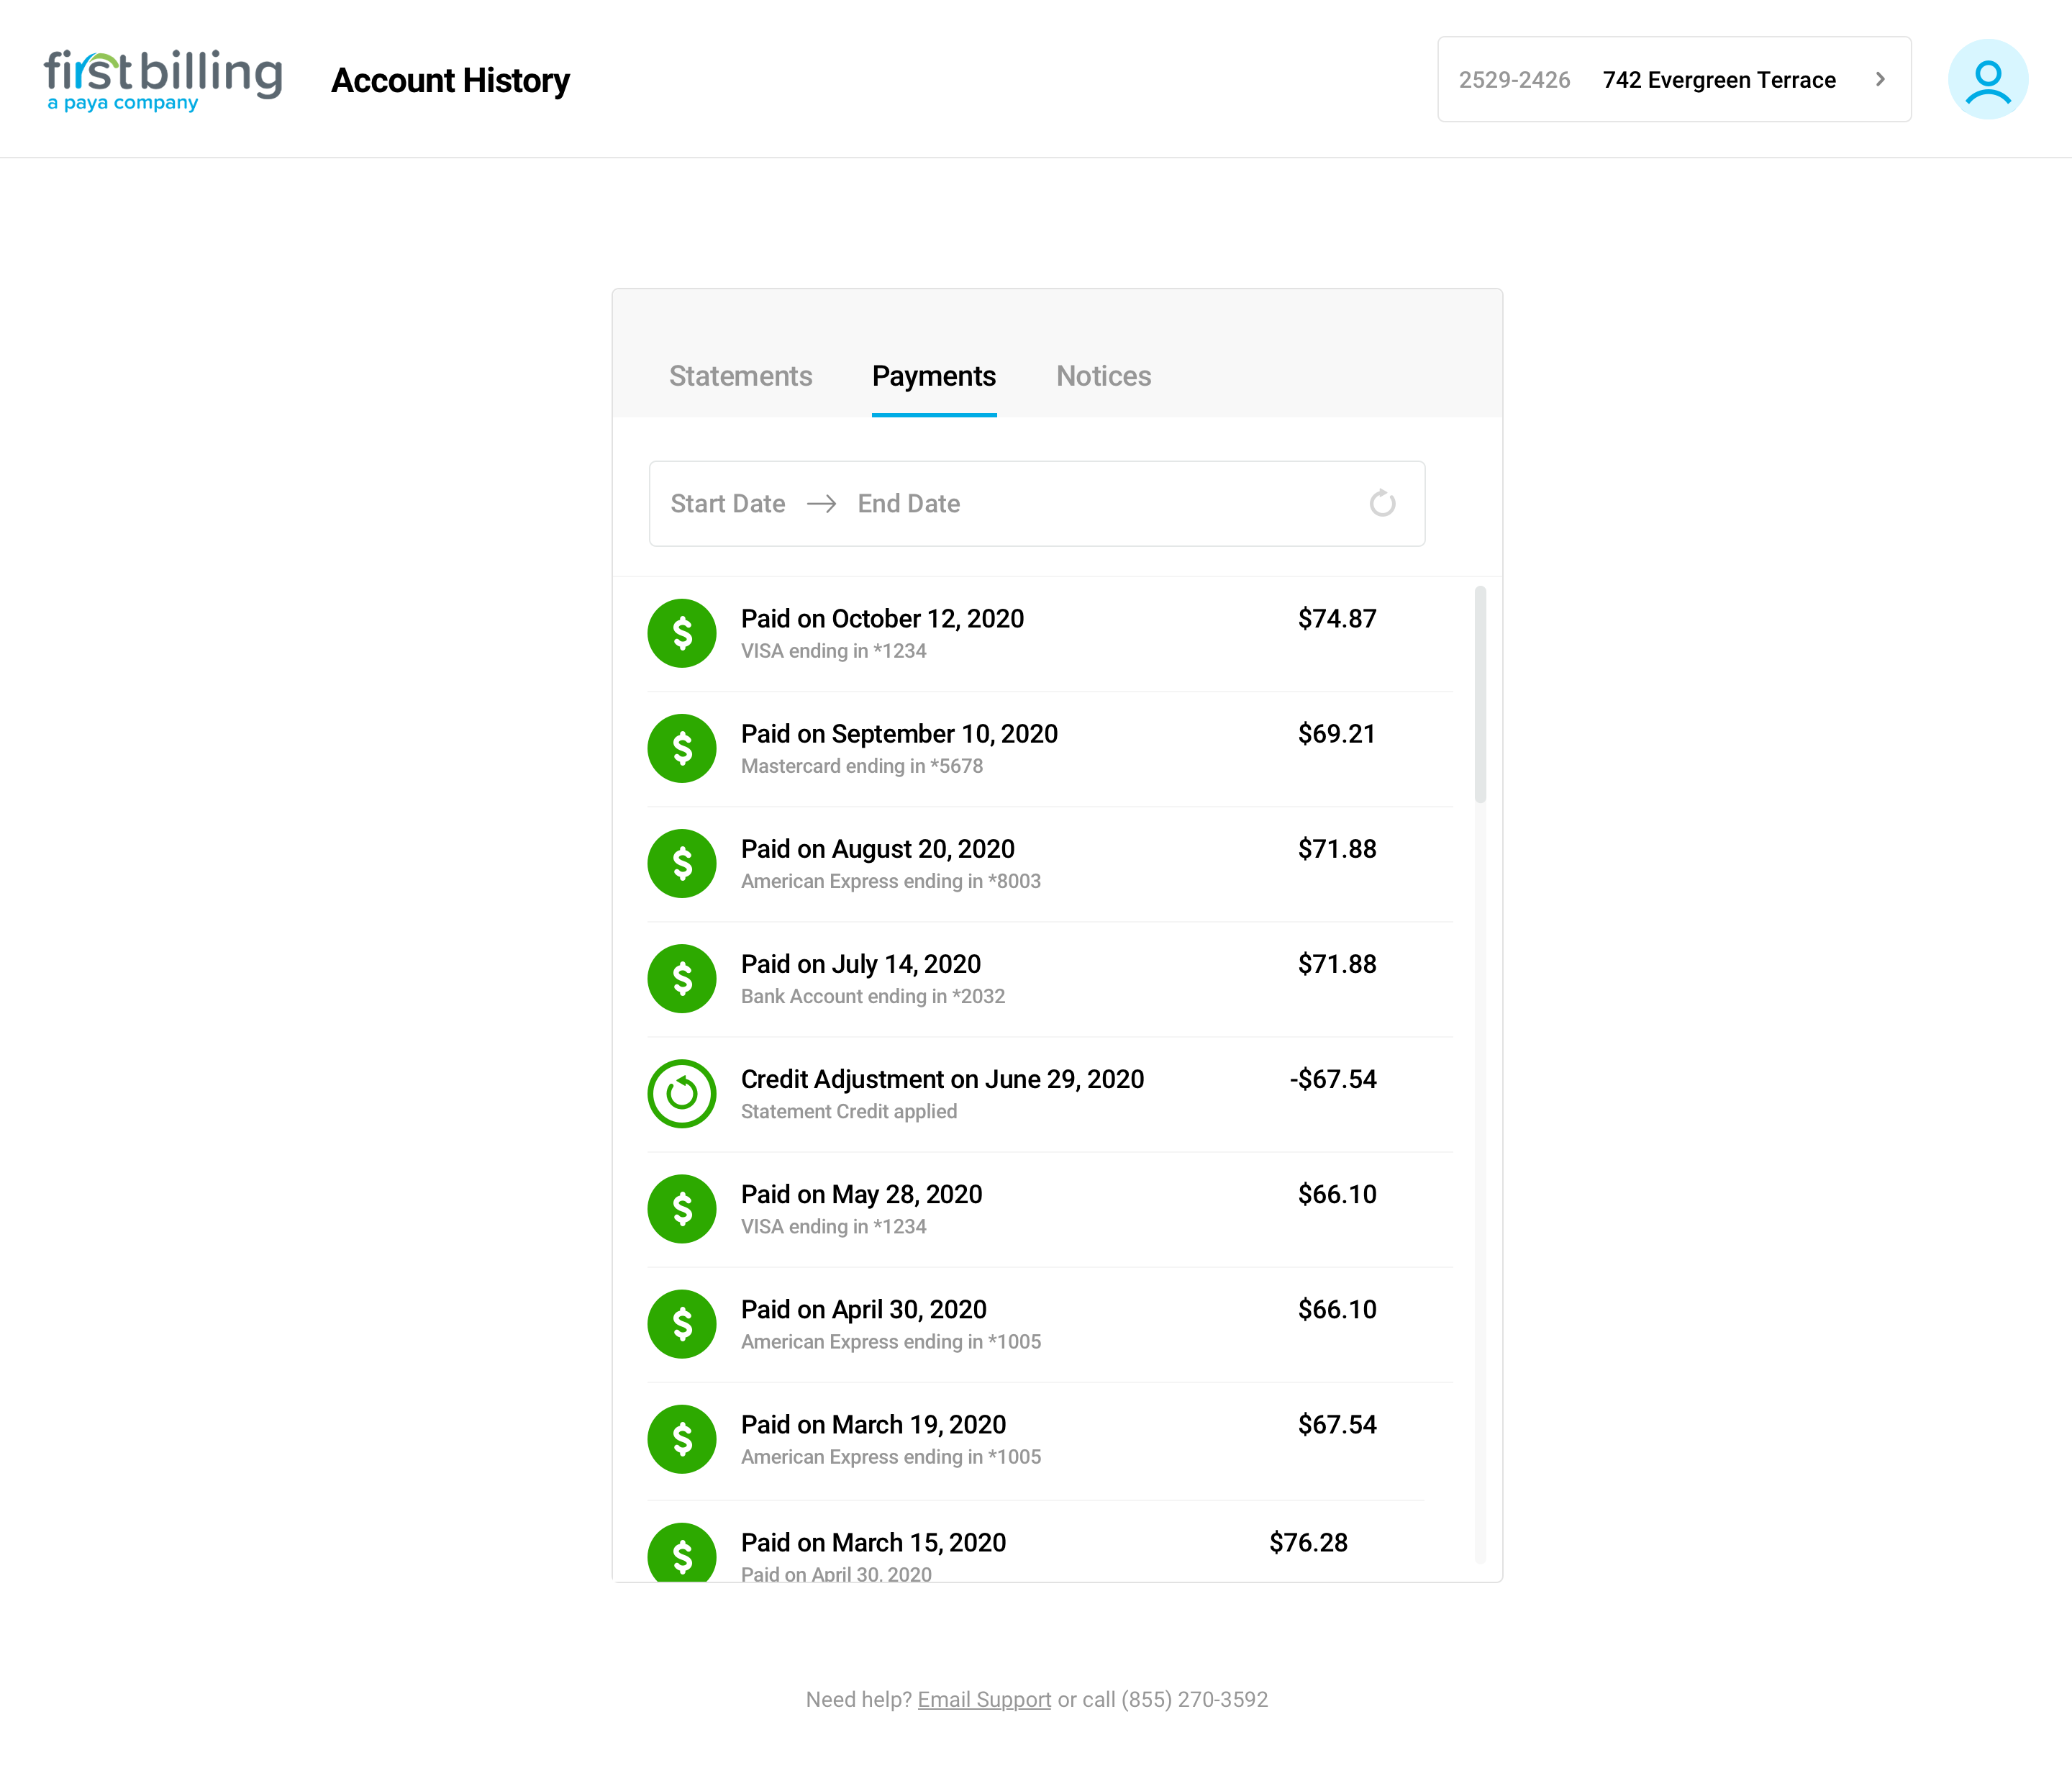 firstbilling
a paya company
Account History
2529-2426 742 Evergreen Terrace
Statements Payments Notices
Start Date → End Date
Paid on October 12, 2020 $74.87
VISA ending in *1234
Paid on September 10, 2020 $69.21
Mastercard ending in *5678
Paid on August 20, 2020 $71.88
American Express ending in *8003
Paid on July 14, 2020 $71.88
Bank Account ending in *2032
Credit Adjustment on June 29, 2020 -$67.54
Statement Credit applied
Paid on May 28, 2020 $66.10
VISA ending in *1234
Paid on April 30, 2020 $66.10
American Express ending in *1005
Paid on March 19, 2020 $67.54
American Express ending in *1005
Paid on March 15, 2020 $76.28
Paid on April 30, 2020
Need help? Email Support or call (855) 270-3592